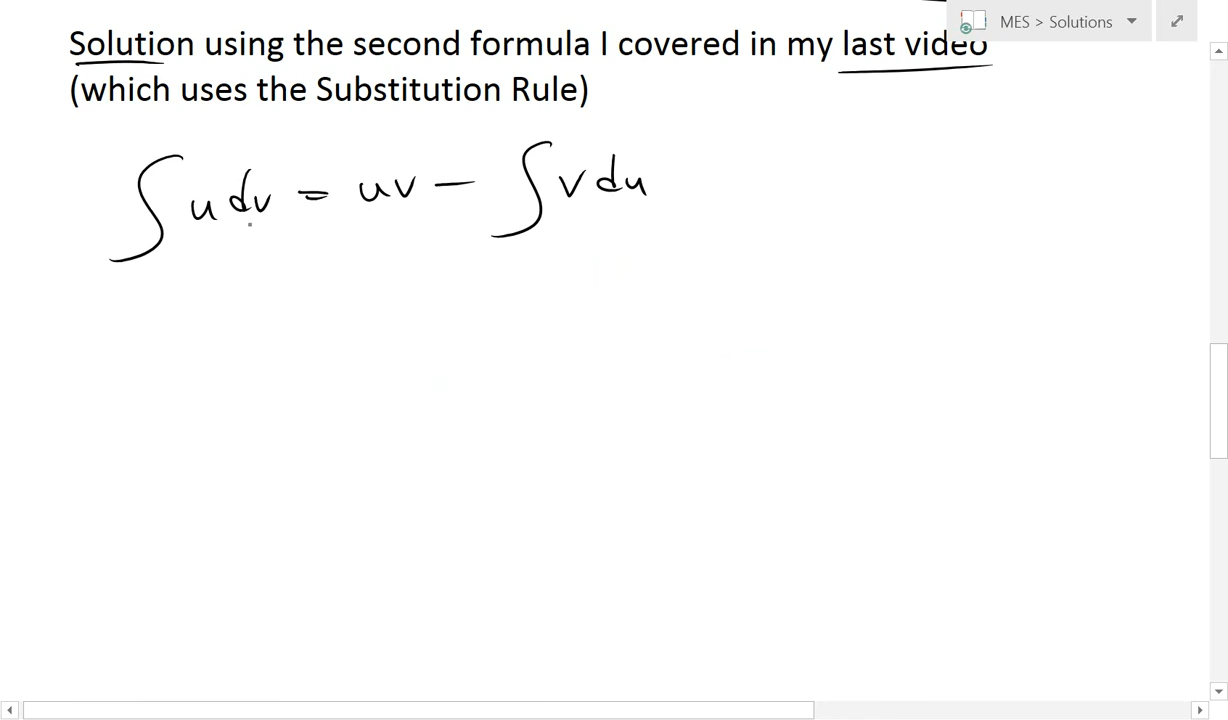 MES > Solutions
Solution using the second formula I covered in my last video
(which uses the Substitution Rule)
∫ u dv = uv − ∫ v du